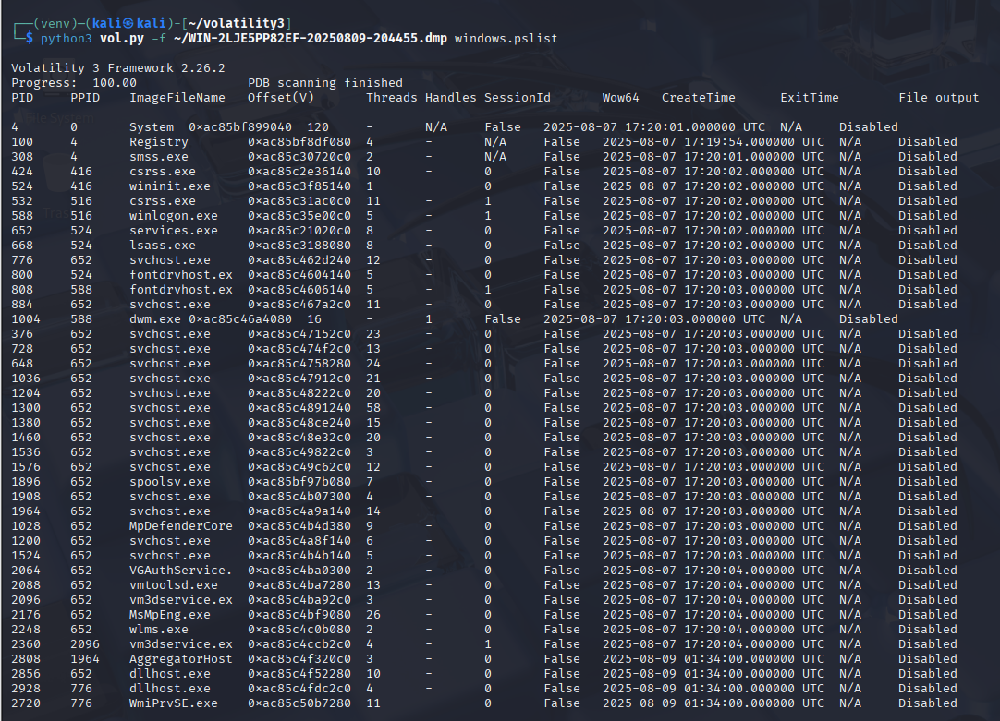 ┌──(venv)─(kali㉿kali)-[~/volatility3]
└─$ python3 vol.py -f ~/WIN-2LJE5PP82EF-20250809-204455.dmp windows.pslist
Volatility 3 Framework 2.26.2
Progress:  100.00               PDB scanning finished
PID     PPID    ImageFileName   Offset(V)       Threads Handles SessionId       Wow64   CreateTime      ExitTime        File output
4       0       System  0xac85bf899040  120     -       N/A     False   2025-08-07 17:20:01.000000 UTC  N/A     Disabled
100     4       Registry        0xac85bf8df080  4       -       N/A     False   2025-08-07 17:19:54.000000 UTC  N/A     Disabled
308     4       smss.exe        0xac85c30720c0  2       -       N/A     False   2025-08-07 17:20:01.000000 UTC  N/A     Disabled
424     416     csrss.exe       0xac85c2e36140  10      -       0       False   2025-08-07 17:20:02.000000 UTC  N/A     Disabled
524     416     wininit.exe     0xac85c3f85140  1       -       0       False   2025-08-07 17:20:02.000000 UTC  N/A     Disabled
532     516     csrss.exe       0xac85c31ac0c0  11      -       1       False   2025-08-07 17:20:02.000000 UTC  N/A     Disabled
588     516     winlogon.exe    0xac85c35e00c0  5       -       1       False   2025-08-07 17:20:02.000000 UTC  N/A     Disabled
652     524     services.exe    0xac85c21020c0  8       -       0       False   2025-08-07 17:20:02.000000 UTC  N/A     Disabled
668     524     lsass.exe       0xac85c3188080  8       -       0       False   2025-08-07 17:20:02.000000 UTC  N/A     Disabled
776     652     svchost.exe     0xac85c462d240  12      -       0       False   2025-08-07 17:20:03.000000 UTC  N/A     Disabled
800     524     fontdrvhost.ex  0xac85c4604140  5       -       0       False   2025-08-07 17:20:03.000000 UTC  N/A     Disabled
808     588     fontdrvhost.ex  0xac85c4606140  5       -       1       False   2025-08-07 17:20:03.000000 UTC  N/A     Disabled
884     652     svchost.exe     0xac85c467a2c0  11      -       0       False   2025-08-07 17:20:03.000000 UTC  N/A     Disabled
1004    588     dwm.exe 0xac85c46a4080  16      -       1       False   2025-08-07 17:20:03.000000 UTC  N/A     Disabled
376     652     svchost.exe     0xac85c47152c0  23      -       0       False   2025-08-07 17:20:03.000000 UTC  N/A     Disabled
728     652     svchost.exe     0xac85c474f2c0  13      -       0       False   2025-08-07 17:20:03.000000 UTC  N/A     Disabled
648     652     svchost.exe     0xac85c4758280  24      -       0       False   2025-08-07 17:20:03.000000 UTC  N/A     Disabled
1036    652     svchost.exe     0xac85c47912c0  21      -       0       False   2025-08-07 17:20:03.000000 UTC  N/A     Disabled
1204    652     svchost.exe     0xac85c48222c0  20      -       0       False   2025-08-07 17:20:03.000000 UTC  N/A     Disabled
1300    652     svchost.exe     0xac85c4891240  58      -       0       False   2025-08-07 17:20:03.000000 UTC  N/A     Disabled
1380    652     svchost.exe     0xac85c48ce240  15      -       0       False   2025-08-07 17:20:03.000000 UTC  N/A     Disabled
1460    652     svchost.exe     0xac85c48e32c0  20      -       0       False   2025-08-07 17:20:03.000000 UTC  N/A     Disabled
1536    652     svchost.exe     0xac85c49822c0  3       -       0       False   2025-08-07 17:20:03.000000 UTC  N/A     Disabled
1576    652     svchost.exe     0xac85c49c62c0  12      -       0       False   2025-08-07 17:20:03.000000 UTC  N/A     Disabled
1896    652     spoolsv.exe     0xac85bf97b080  7       -       0       False   2025-08-07 17:20:03.000000 UTC  N/A     Disabled
1908    652     svchost.exe     0xac85c4b07300  4       -       0       False   2025-08-07 17:20:03.000000 UTC  N/A     Disabled
1964    652     svchost.exe     0xac85c4a9a140  14      -       0       False   2025-08-07 17:20:03.000000 UTC  N/A     Disabled
1028    652     MpDefenderCore  0xac85c4b4d380  9       -       0       False   2025-08-07 17:20:03.000000 UTC  N/A     Disabled
1200    652     svchost.exe     0xac85c4a8f140  6       -       0       False   2025-08-07 17:20:03.000000 UTC  N/A     Disabled
1524    652     svchost.exe     0xac85c4b4b140  5       -       0       False   2025-08-07 17:20:03.000000 UTC  N/A     Disabled
2064    652     VGAuthService.  0xac85c4ba0300  2       -       0       False   2025-08-07 17:20:04.000000 UTC  N/A     Disabled
2088    652     vmtoolsd.exe    0xac85c4ba7280  13      -       0       False   2025-08-07 17:20:04.000000 UTC  N/A     Disabled
2096    652     vm3dservice.ex  0xac85c4ba92c0  3       -       0       False   2025-08-07 17:20:04.000000 UTC  N/A     Disabled
2176    652     MsMpEng.exe     0xac85c4bf9080  26      -       0       False   2025-08-07 17:20:04.000000 UTC  N/A     Disabled
2248    652     wlms.exe        0xac85c4c0b080  2       -       0       False   2025-08-07 17:20:04.000000 UTC  N/A     Disabled
2360    2096    vm3dservice.ex  0xac85c4ccb2c0  4       -       1       False   2025-08-07 17:20:04.000000 UTC  N/A     Disabled
2808    1964    AggregatorHost  0xac85c4f320c0  3       -       0       False   2025-08-09 01:34:00.000000 UTC  N/A     Disabled
2856    652     dllhost.exe     0xac85c4f52280  10      -       0       False   2025-08-09 01:34:00.000000 UTC  N/A     Disabled
2928    776     dllhost.exe     0xac85c4fdc2c0  4       -       0       False   2025-08-09 01:34:00.000000 UTC  N/A     Disabled
2720    776     WmiPrvSE.exe    0xac85c50b7280  11      -       0       False   2025-08-09 01:34:00.000000 UTC  N/A     Disabled